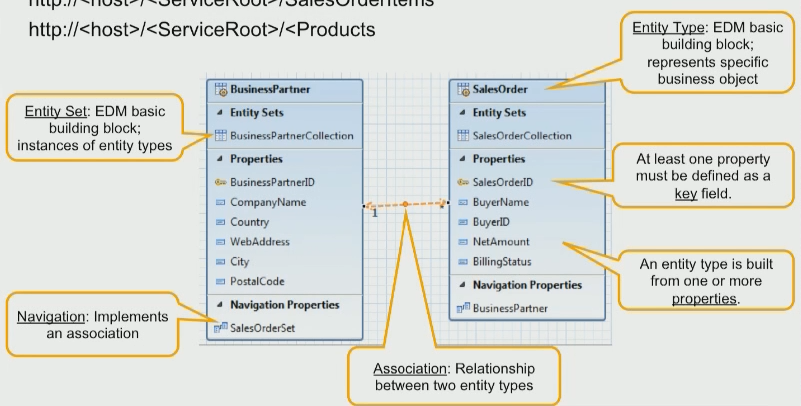 http://<host>/<ServiceRoot>/SalesOrderItems
http://<host>/<ServiceRoot>/<Products
Entity Type: EDM basic
building block;
represents specific
business object
Entity Set: EDM basic
building block;
instances of entity types
BusinessPartner
Entity Sets
BusinessPartnerCollection
Properties
BusinessPartnerID
CompanyName
Country
WebAddress
City
PostalCode
Navigation Properties
SalesOrderSet
1
SalesOrder
Entity Sets
SalesOrderCollection
Properties
SalesOrderID
BuyerName
BuyerID
NetAmount
BillingStatus
Navigation Properties
BusinessPartner
At least one property
must be defined as a
key field.
An entity type is built
from one or more
properties.
Navigation: Implements
an association
Association: Relationship
between two entity types